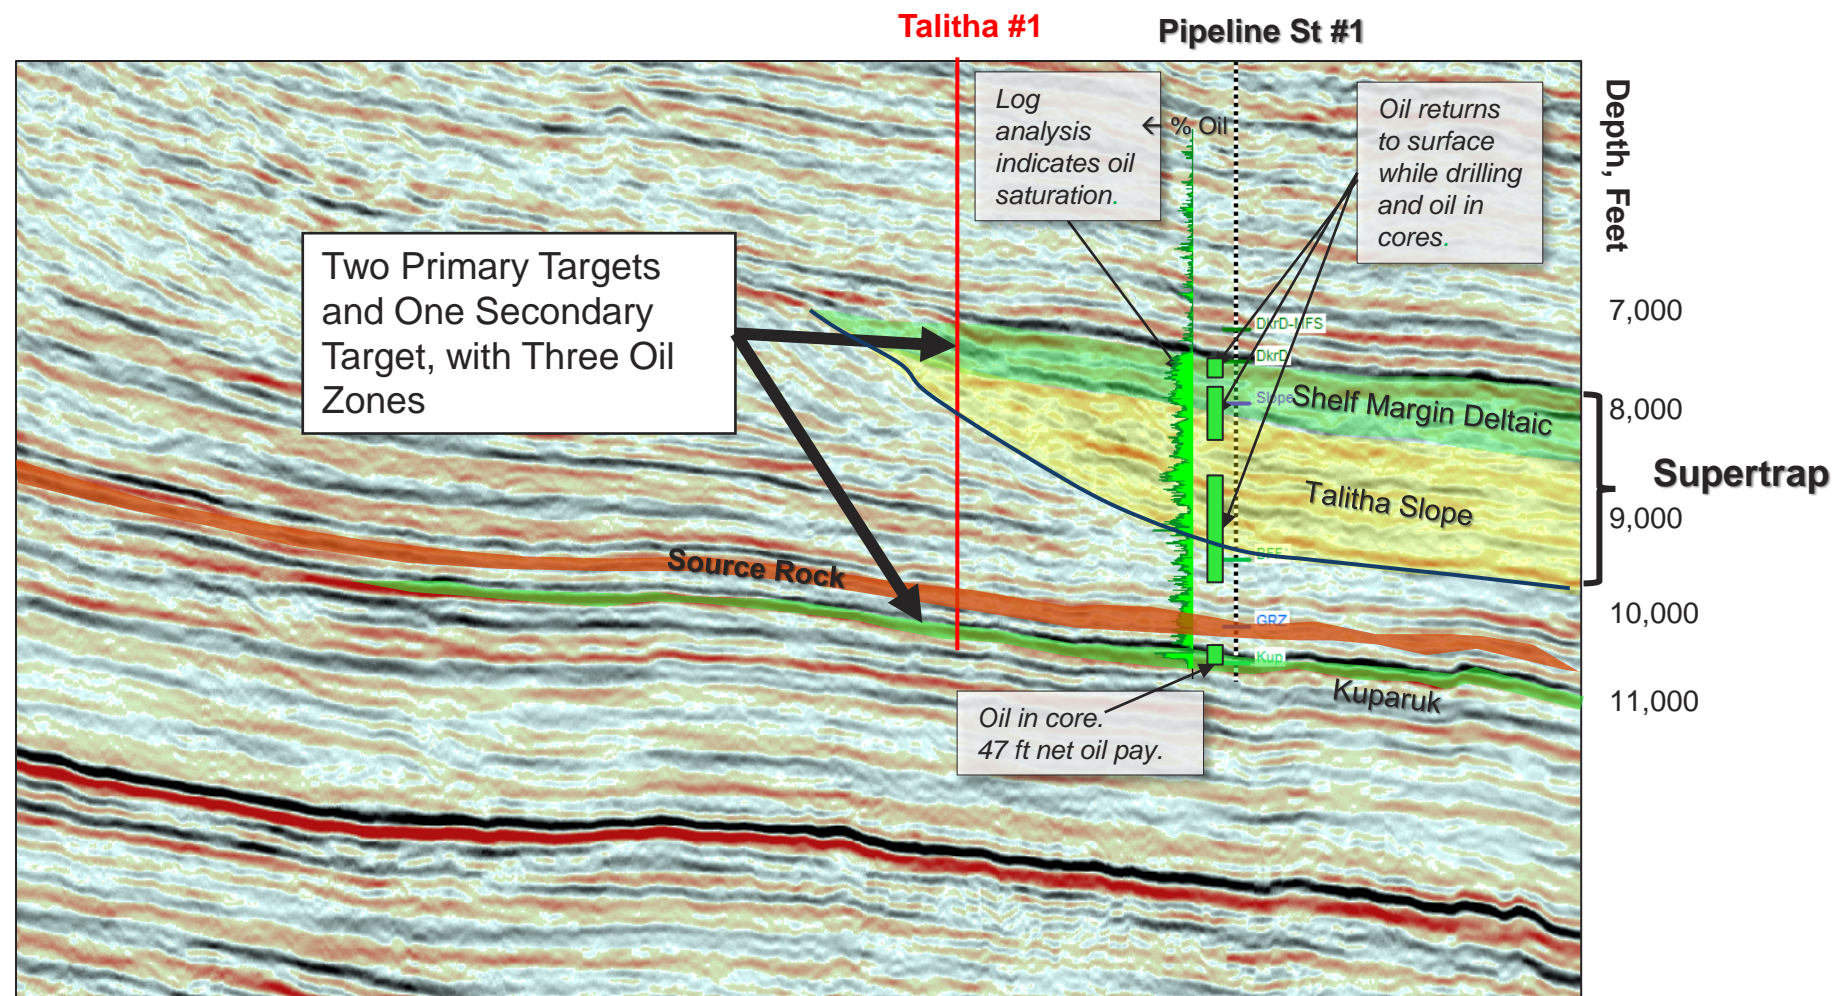 Talitha #1
Pipeline St #1
Log
analysis
indicates oil
saturation.
← % Oil
Oil returns
to surface
while drilling
and oil in
cores.
Depth, Feet
Two Primary Targets
and One Secondary
Target, with Three Oil
Zones
7,000
DkrD-MFS
DkrD
Slope
Shelf Margin Deltaic
8,000
Supertrap
Talitha Slope
9,000
Source Rock
10,000
GRZ
Kup
Kuparuk
11,000
Oil in core.
47 ft net oil pay.